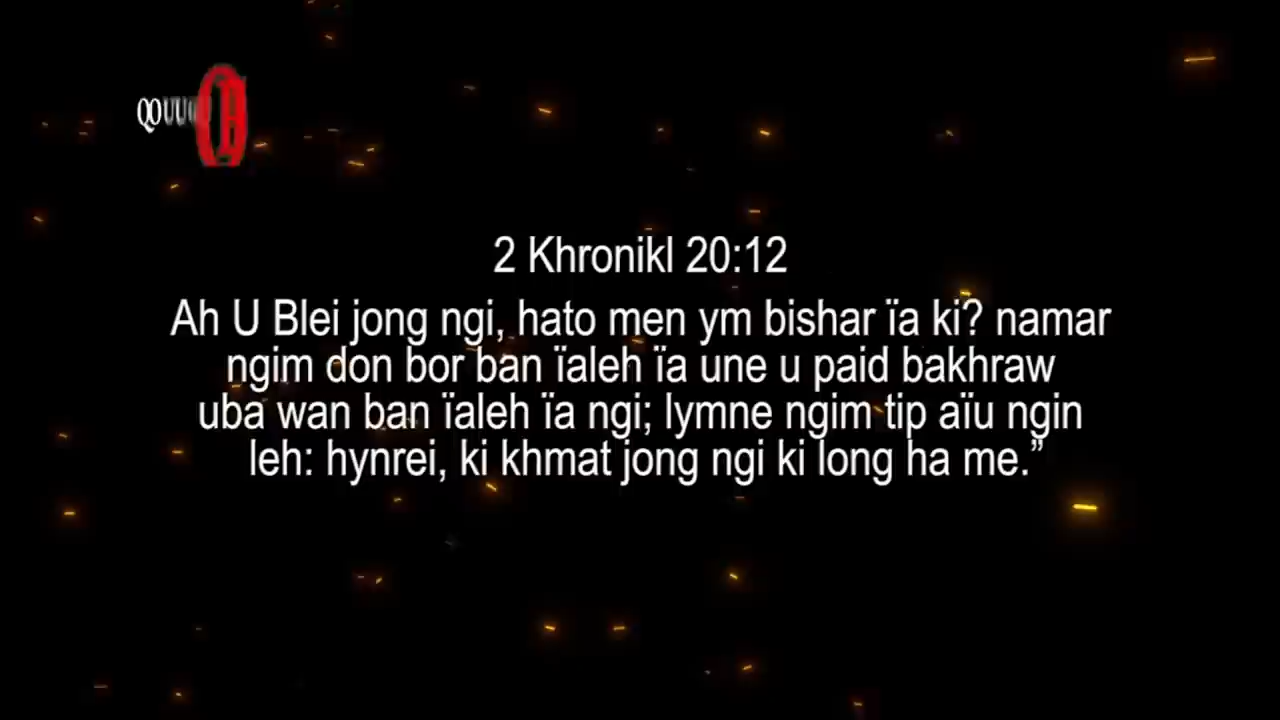 2 Khronikl 20:12
Ah U Blei jong ngi, hato men ym bishar ïa ki? namar
ngim don bor ban ïaleh ïa une u paid bakhraw
uba wan ban ïaleh ïa ngi; lymne ngim tip aïu ngin
leh: hynrei, ki khmat jong ngi ki long ha me.”